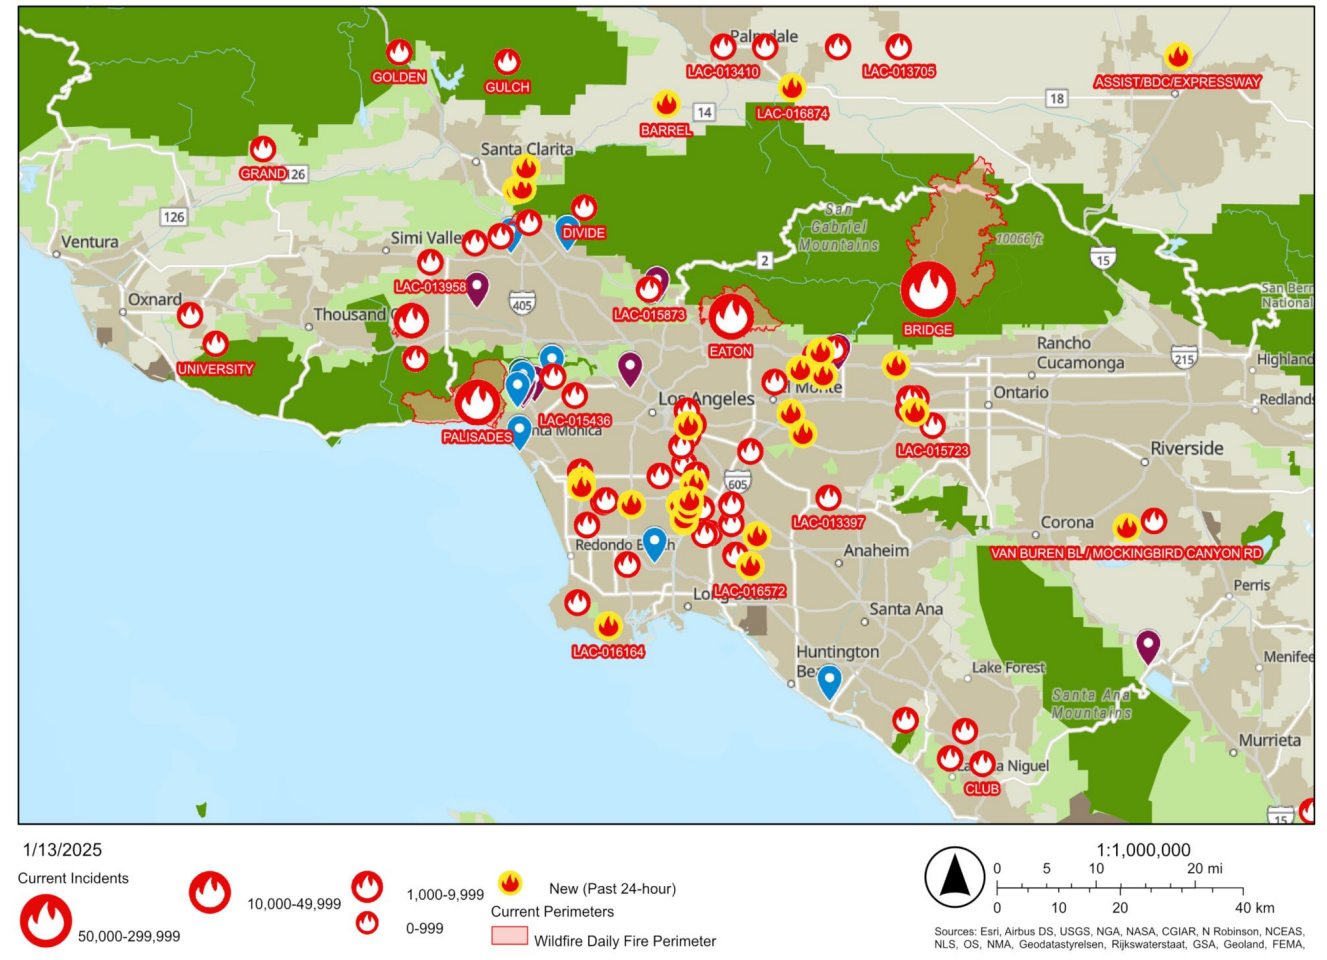 Palmdale
GOLDEN
GULCH
LAC-013410
LAC-013705
ASSIST/BDC/EXPRESSWAY
18
14
BARREL
LAC-016874
Santa Clarita
GRAND
126
126
DIVIDE
San
Gabriel
Mountains
10066 ft
Ventura
Simi Valley
2
15
LAC-013958
San Bern
National
405
LAC-015873
Oxnard
Thousand
EATON
BRIDGE
UNIVERSITY
Rancho
Cucamonga
215
Highland
El Monte
Ontario
Los Angeles
Redlands
PALISADES
LAC-015436
Santa Monica
LAC-015723
Riverside
605
LAC-013397
Corona
VAN BUREN BL./ MOCKINGBIRD CANYON RD
Redondo Beach
Anaheim
Perris
LAC-016572
Long Beach
Santa Ana
LAC-016164
Huntington
Beach
Lake Forest
Menifee
Santa Ana
Mountains
Murrieta
Laguna Niguel
CLUB
15
1/13/2025
Current Incidents
50,000-299,999
10,000-49,999
1,000-9,999
0-999
New (Past 24-hour)
Current Perimeters
Wildfire Daily Fire Perimeter
1:1,000,000
0 5 10 20 mi
0 10 20 40 km
Sources: Esri, Airbus DS, USGS, NGA, NASA, CGIAR, N Robinson, NCEAS,
NLS, OS, NMA, Geodatastyrelsen, Rijkswaterstaat, GSA, Geoland, FEMA,